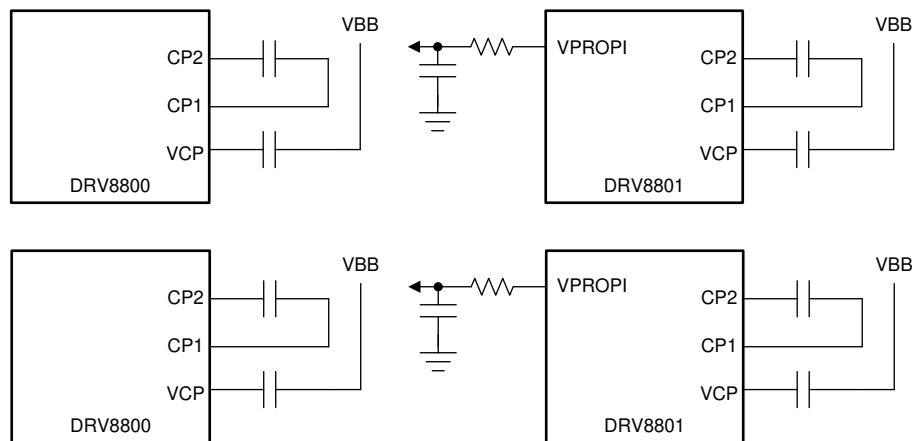 VBB
CP2
CP1
VCP
DRV8800
VPROPI
VBB
CP2
CP1
VCP
DRV8801
VBB
CP2
CP1
VCP
DRV8800
VPROPI
VBB
CP2
CP1
VCP
DRV8801